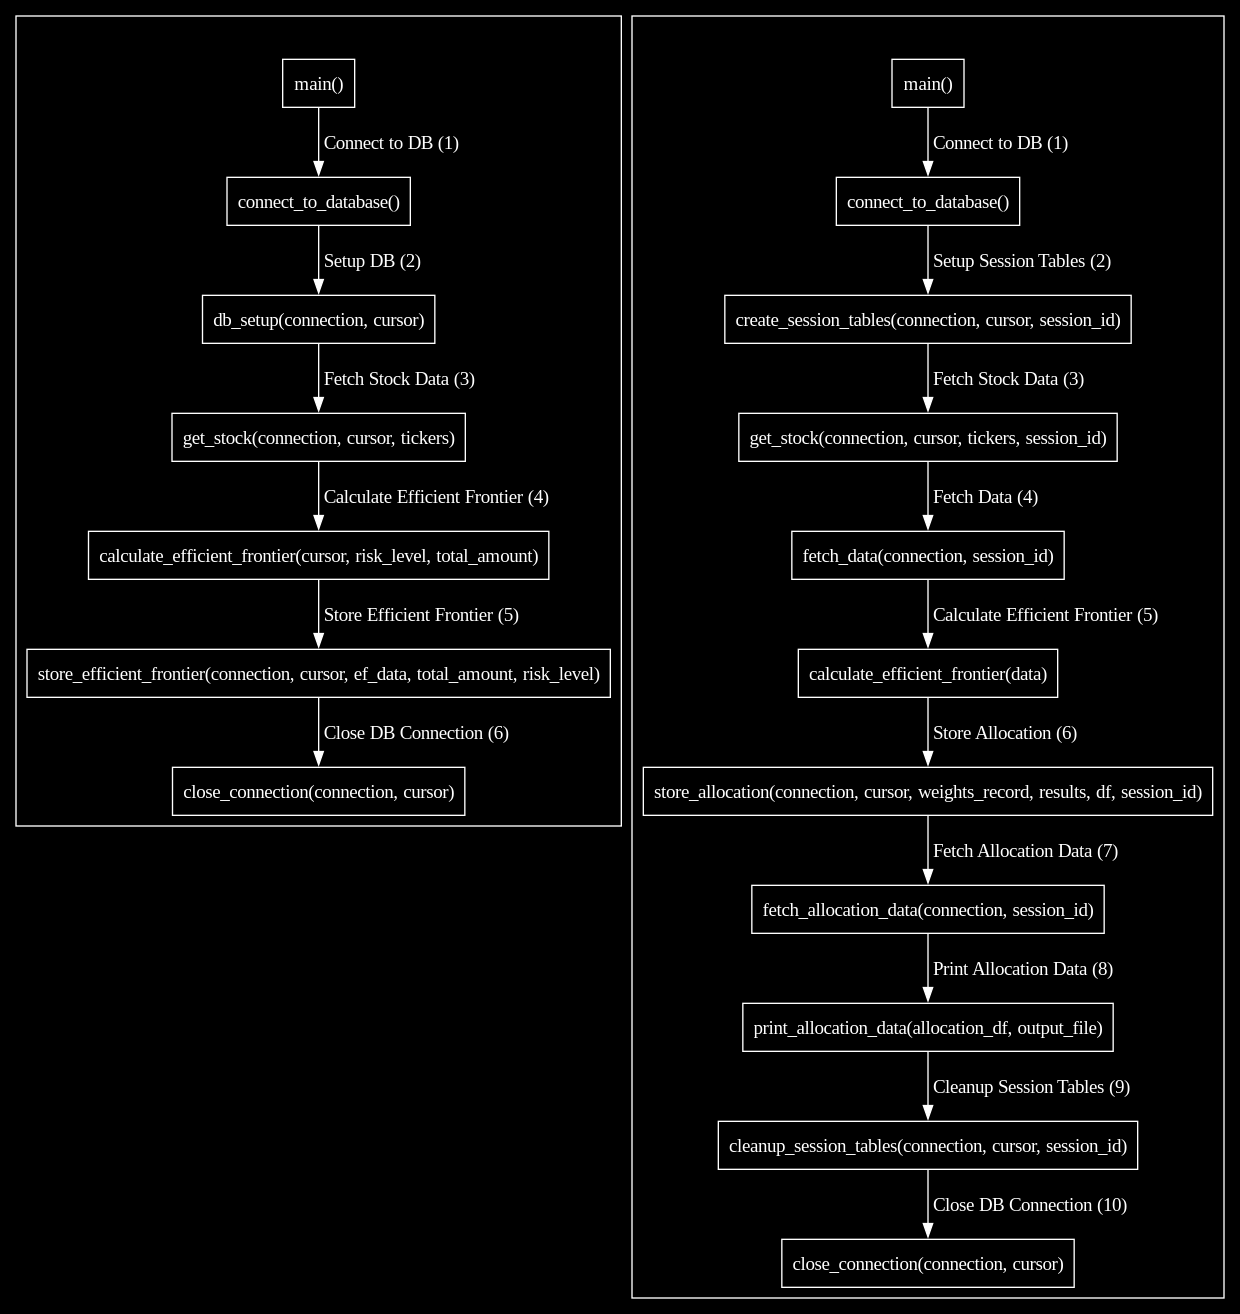 main()
Connect to DB (1)
connect_to_database()
Setup DB (2)
db_setup(connection, cursor)
Fetch Stock Data (3)
get_stock(connection, cursor, tickers)
Calculate Efficient Frontier (4)
calculate_efficient_frontier(cursor, risk_level, total_amount)
Store Efficient Frontier (5)
store_efficient_frontier(connection, cursor, ef_data, total_amount, risk_level)
Close DB Connection (6)
close_connection(connection, cursor)
main()
Connect to DB (1)
connect_to_database()
Setup Session Tables (2)
create_session_tables(connection, cursor, session_id)
Fetch Stock Data (3)
get_stock(connection, cursor, tickers, session_id)
Fetch Data (4)
fetch_data(connection, session_id)
Calculate Efficient Frontier (5)
calculate_efficient_frontier(data)
Store Allocation (6)
store_allocation(connection, cursor, weights_record, results, df, session_id)
Fetch Allocation Data (7)
fetch_allocation_data(connection, session_id)
Print Allocation Data (8)
print_allocation_data(allocation_df, output_file)
Cleanup Session Tables (9)
cleanup_session_tables(connection, cursor, session_id)
Close DB Connection (10)
close_connection(connection, cursor)